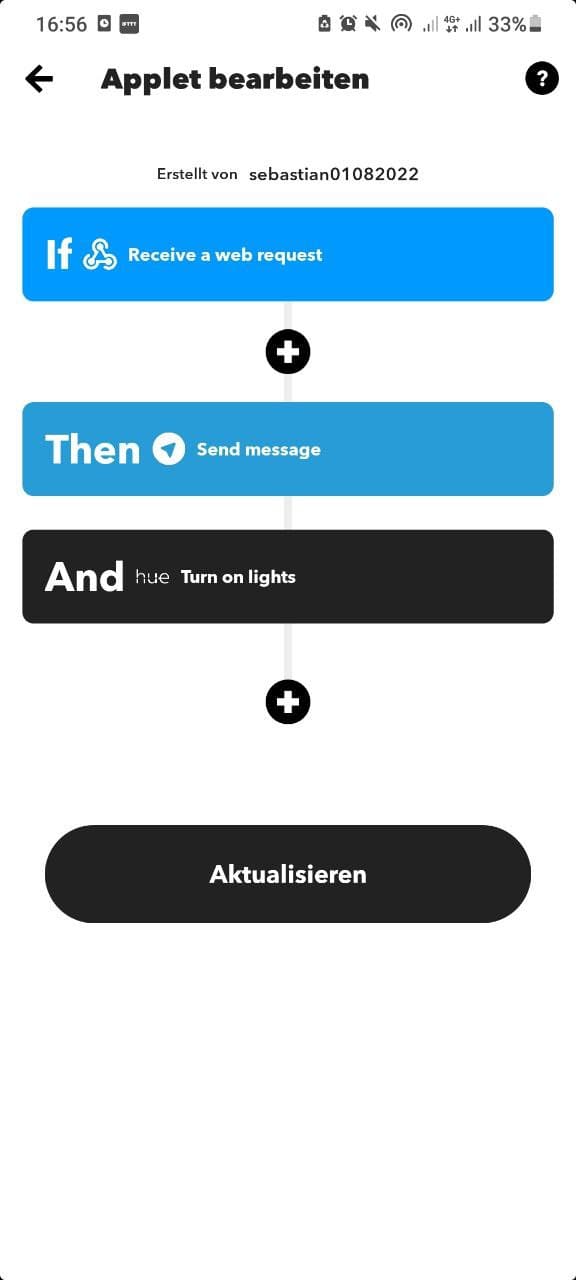 16:56 IFTTT 4G+ 33%
Applet bearbeiten ?
Erstellt von sebastian01082022
If Receive a web request
Then Send message
And hue Turn on lights
Aktualisieren